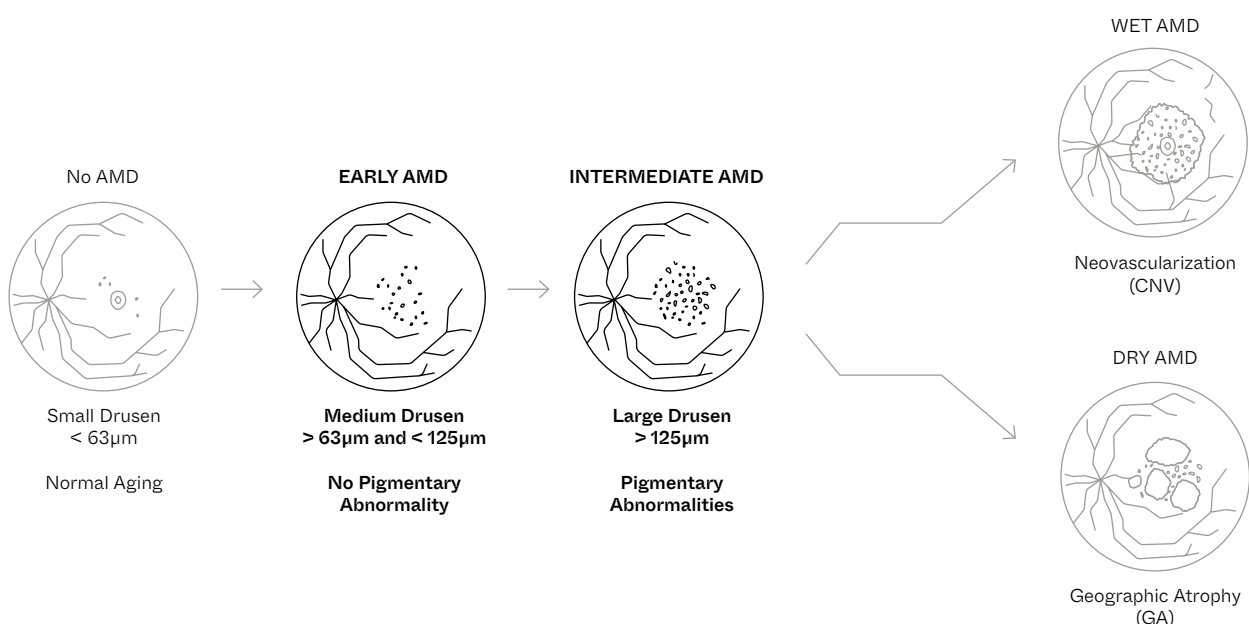 WET AMD
Neovascularization
(CNV)
No AMD
Small Drusen
< 63µm
Normal Aging
EARLY AMD
Medium Drusen
> 63µm and < 125µm
No Pigmentary
Abnormality
INTERMEDIATE AMD
Large Drusen
> 125µm
Pigmentary
Abnormalities
DRY AMD
Geographic Atrophy
(GA)